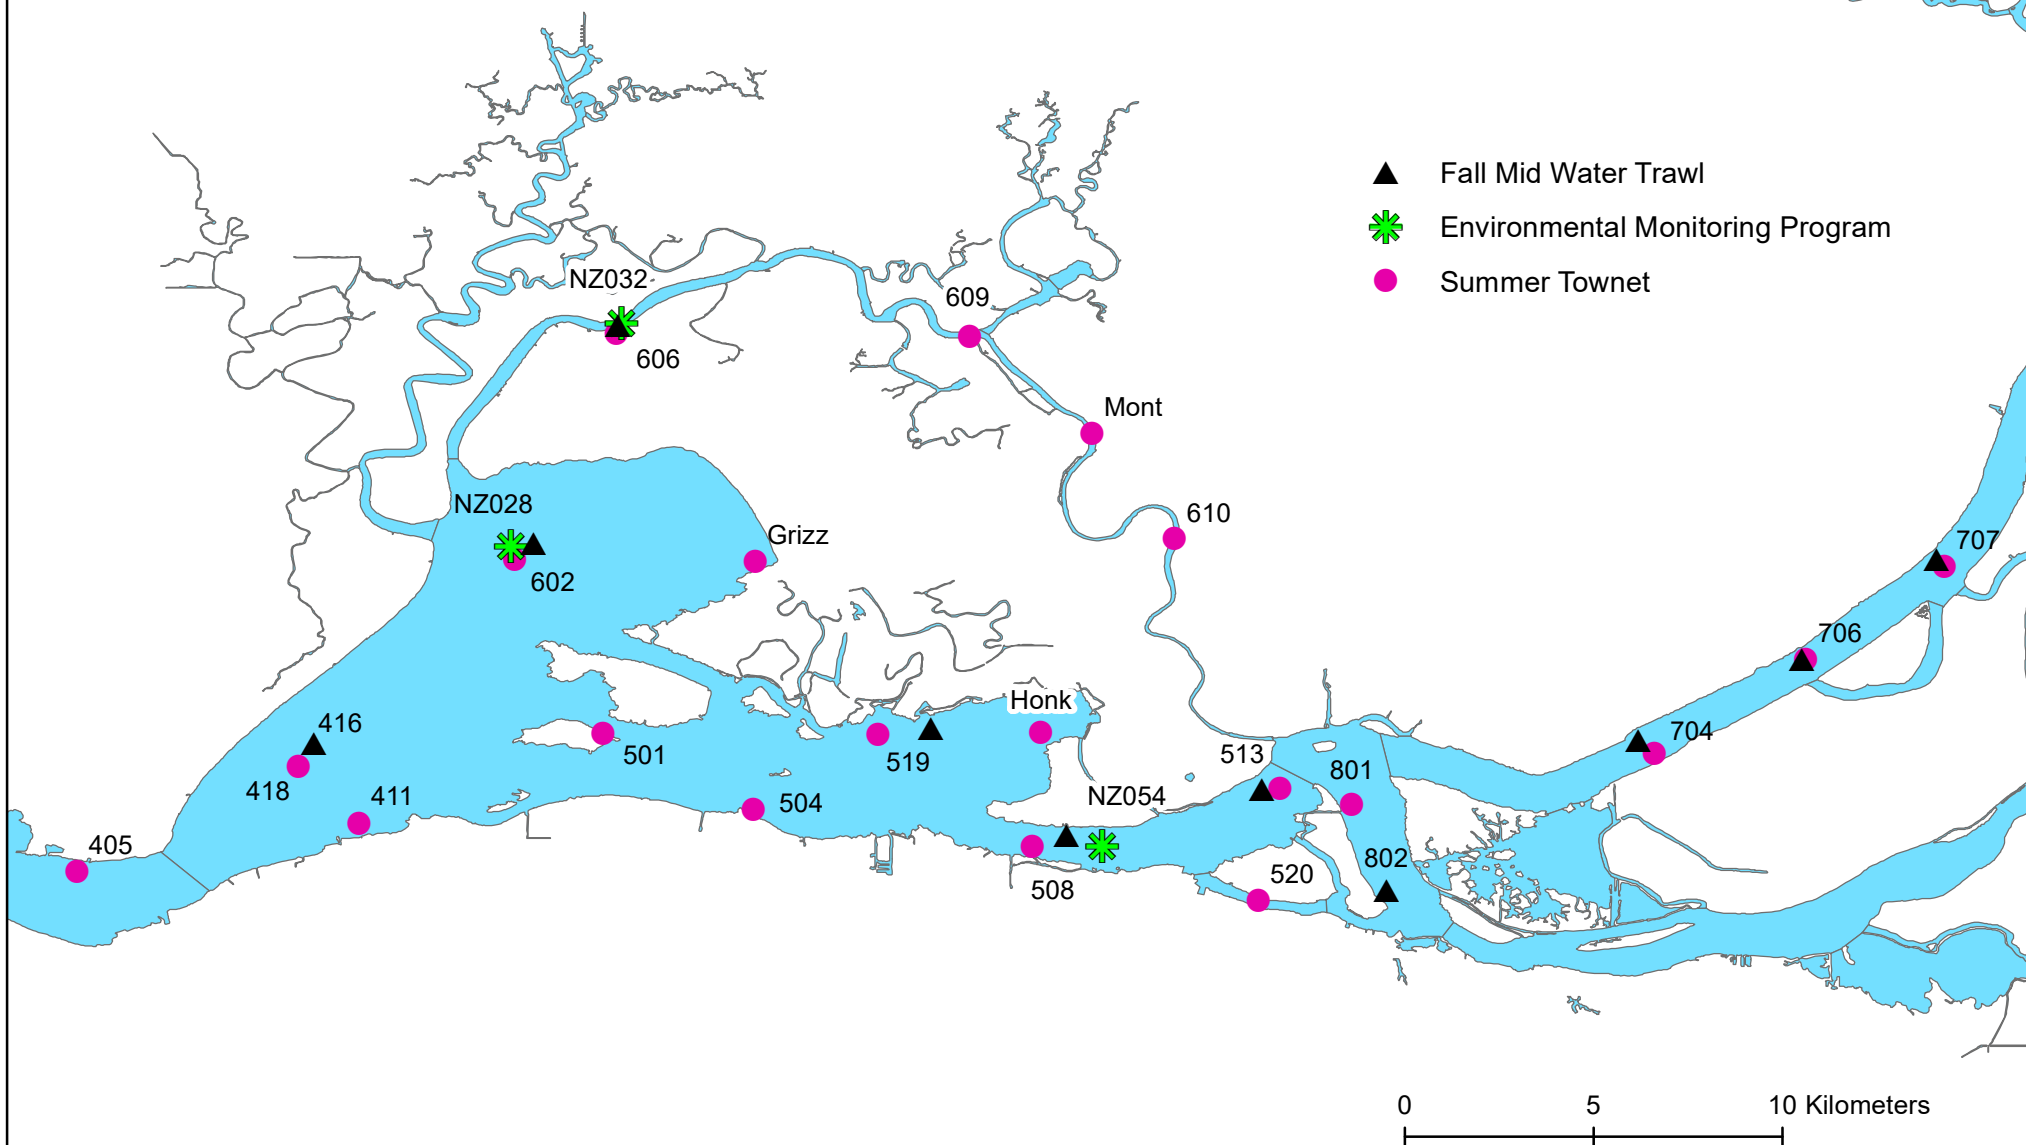 Fall Mid Water Trawl
Environmental Monitoring Program
Summer Townet
NZ032
609
606
Mont
NZ028
610
Grizz
707
602
706
Honk
416
704
501
519
513
418
801
411
504
NZ054
405
802
520
508
0 5 10 Kilometers